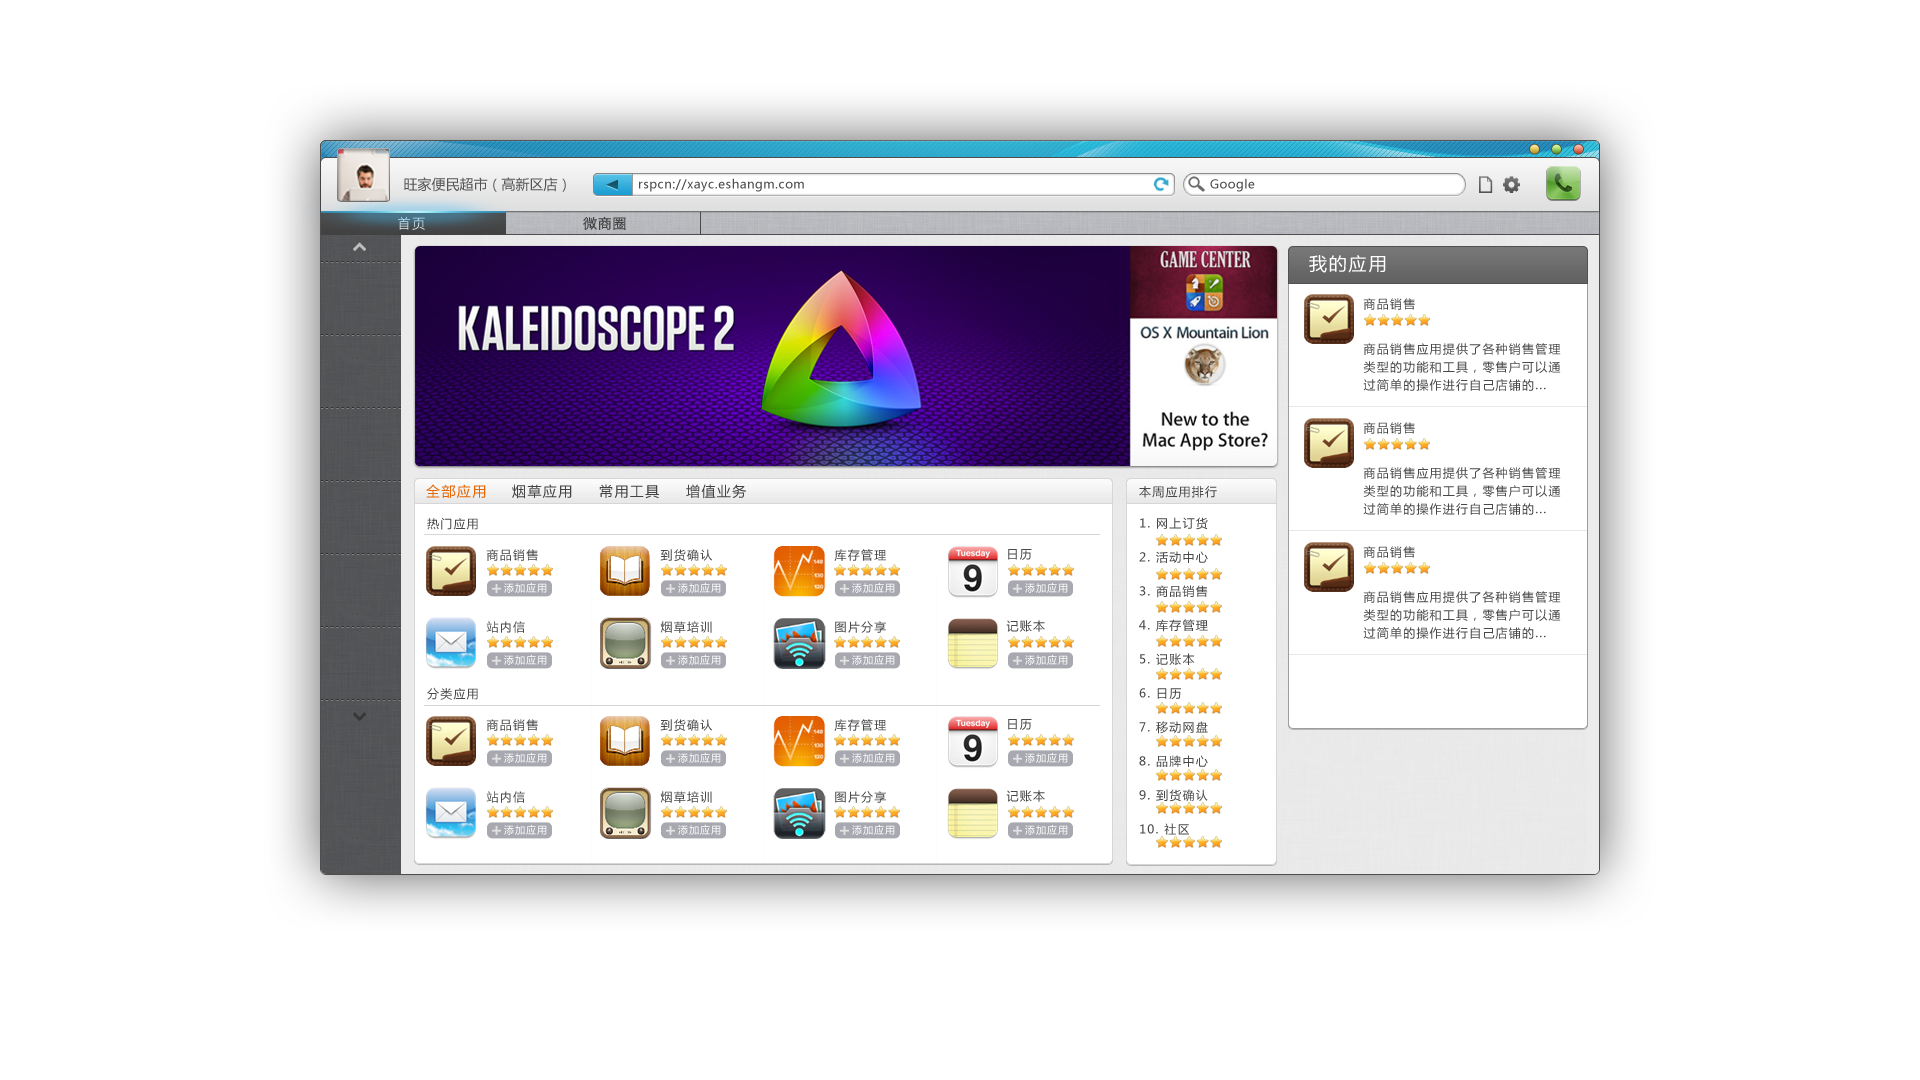 旺家便民超市（高新区店）
rspcn://xayc.eshangm.com
Google
首页
微商圈
KALEIDOSCOPE 2
GAME CENTER
OS X Mountain Lion
New to the
Mac App Store?
我的应用
商品销售
商品销售应用提供了各种销售管理
类型的功能和工具，零售户可以通
过简单的操作进行自己店铺的...
商品销售
商品销售应用提供了各种销售管理
类型的功能和工具，零售户可以通
过简单的操作进行自己店铺的...
商品销售
商品销售应用提供了各种销售管理
类型的功能和工具，零售户可以通
过简单的操作进行自己店铺的...
全部应用 烟草应用 常用工具 增值业务
热门应用
商品销售 到货确认 库存管理 日历
Tuesday
9
添加应用 添加应用 添加应用 添加应用
站内信 烟草培训 图片分享 记账本
添加应用 添加应用 添加应用 添加应用
分类应用
商品销售 到货确认 库存管理 日历
Tuesday
9
添加应用 添加应用 添加应用 添加应用
站内信 烟草培训 图片分享 记账本
添加应用 添加应用 添加应用 添加应用
本周应用排行
1. 网上订货
2. 活动中心
3. 商品销售
4. 库存管理
5. 记账本
6. 日历
7. 移动网盘
8. 品牌中心
9. 到货确认
10. 社区